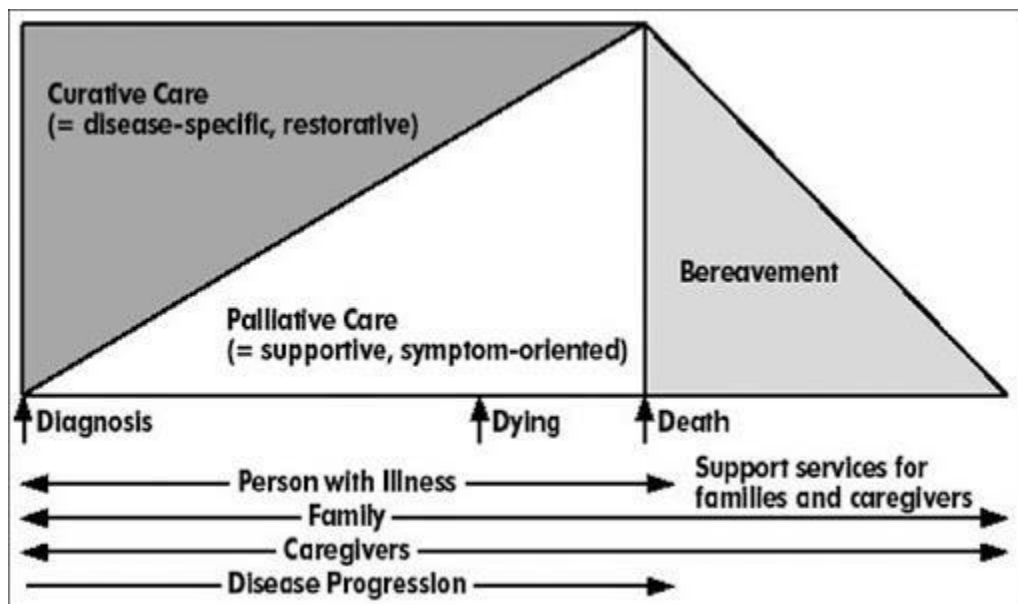 Curative Care
(= disease-specific, restorative)
Bereavement
Palliative Care
(= supportive, symptom-oriented)
Diagnosis
Dying
Death
Person with Illness
Support services for
families and caregivers
Family
Caregivers
Disease Progression